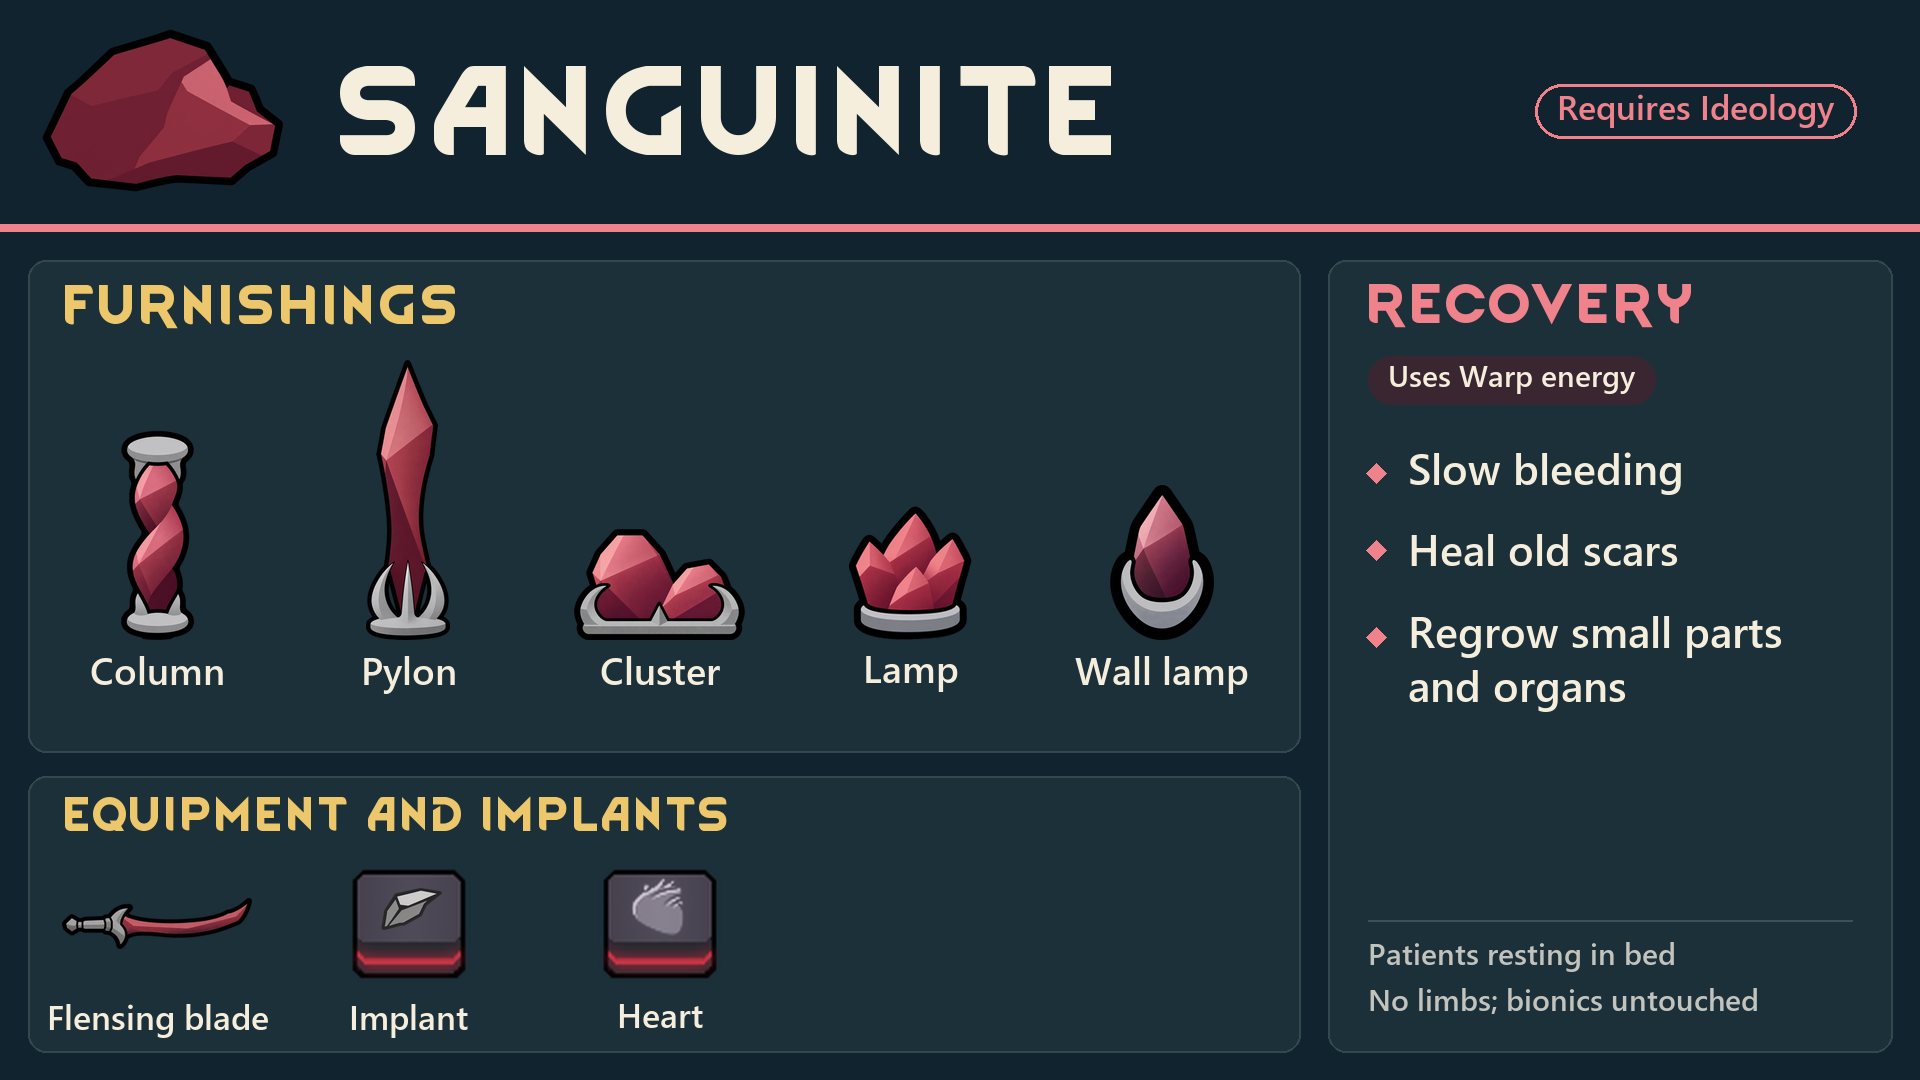 SANGUINITE
Requires Ideology
FURNISHINGS
Column
Pylon
Cluster
Lamp
Wall lamp
EQUIPMENT AND IMPLANTS
Flensing blade
Implant
Heart
RECOVERY
Uses Warp energy
Slow bleeding
Heal old scars
Regrow small parts
and organs
Patients resting in bed
No limbs; bionics untouched